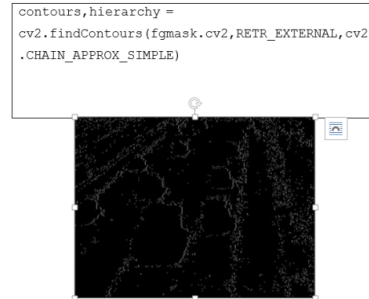 contours,hierarchy =
cv2.findContours(fgmask.cv2,RETR_EXTERNAL,cv2
.CHAIN_APPROX_SIMPLE)